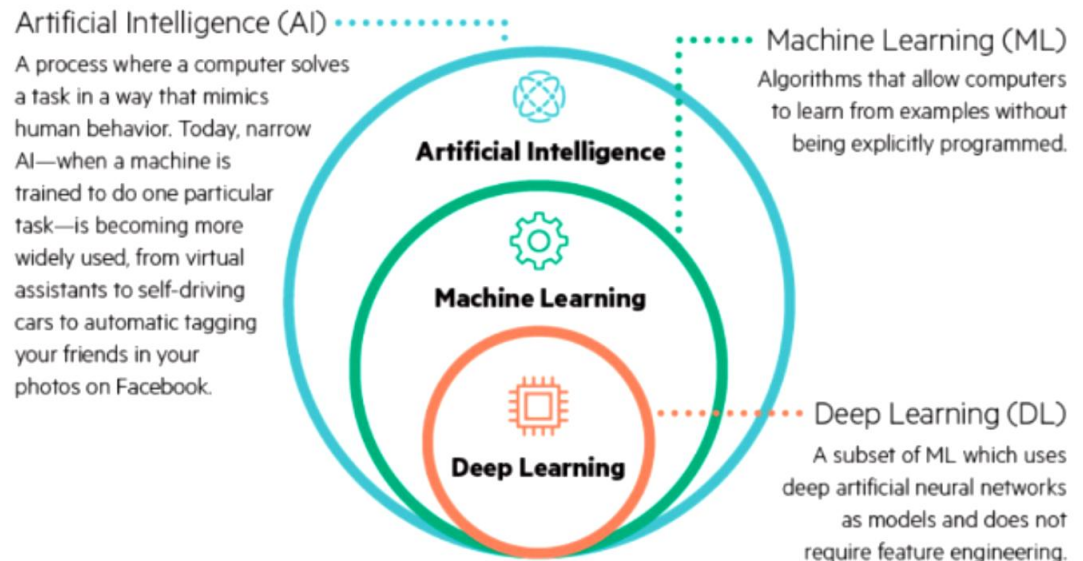 Artificial Intelligence (AI)
A process where a computer solves
a task in a way that mimics
human behavior. Today, narrow
AI—when a machine is
trained to do one particular
task—is becoming more
widely used, from virtual
assistants to self-driving
cars to automatic tagging
your friends in your
photos on Facebook.
Artificial Intelligence
Machine Learning
Deep Learning
Machine Learning (ML)
Algorithms that allow computers
to learn from examples without
being explicitly programmed.
Deep Learning (DL)
A subset of ML which uses
deep artificial neural networks
as models and does not
require feature engineering.